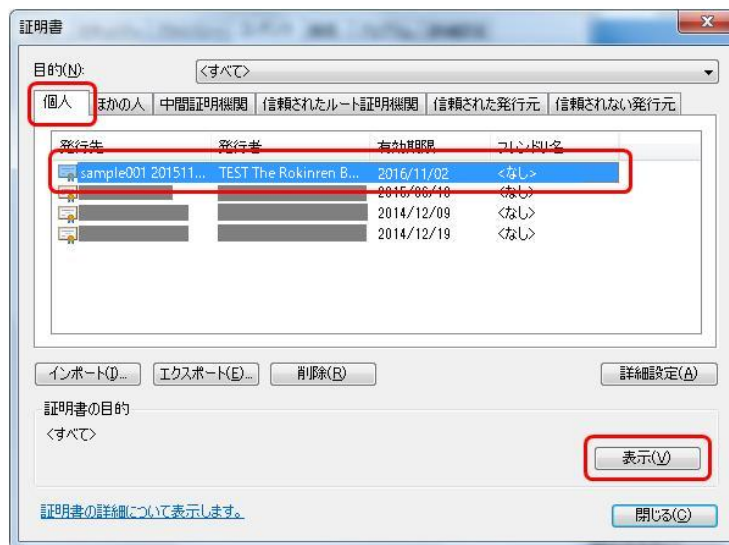 証明書
目的(N): <すべて>
個人 ほかの人 中間証明機関 信頼されたルート証明機関 信頼された発行元 信頼されない発行元
発行先 発行者 有効期限 フレンドリ名
sample001 201511... TEST The Rokinren B... 2016/11/02 <なし>
2015/06/10 <なし>
2014/12/09 <なし>
2014/12/19 <なし>
インポート(I)... エクスポート(E)... 削除(R) 詳細設定(A)
証明書の目的
<すべて>
表示(V)
証明書の詳細について表示します。 閉じる(C)